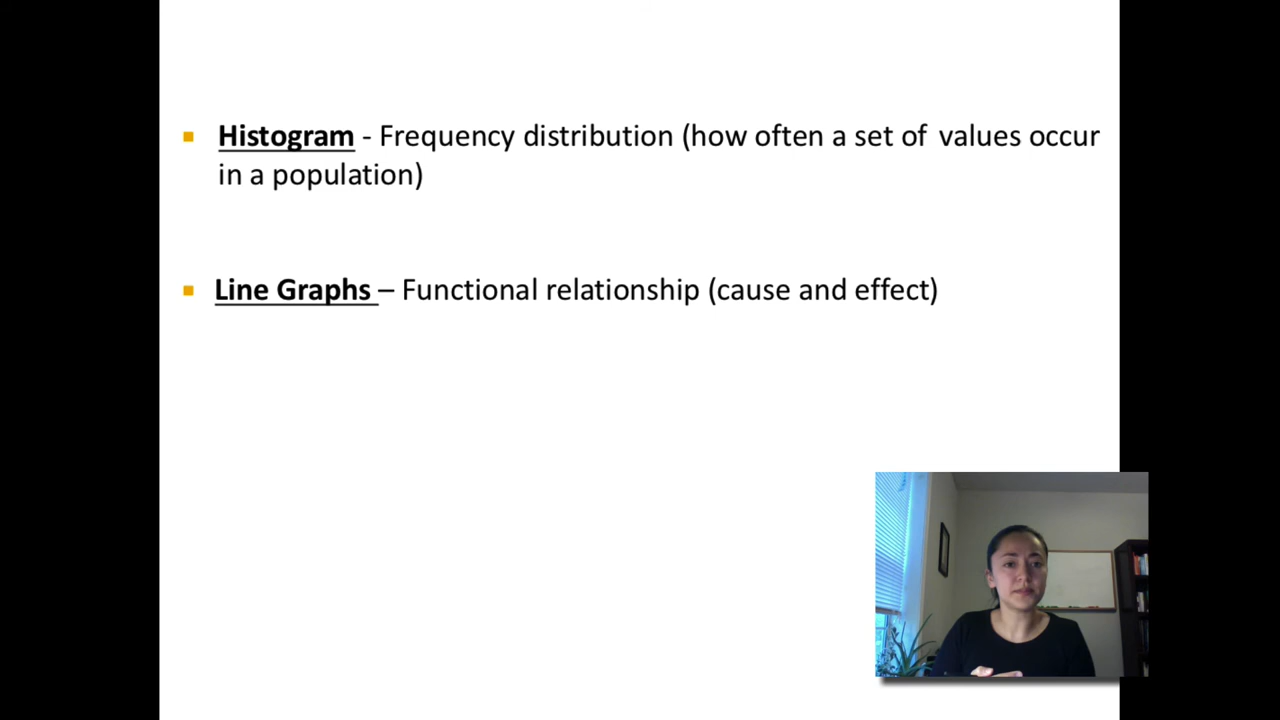 Histogram - Frequency distribution (how often a set of values occur
in a population)
Line Graphs – Functional relationship (cause and effect)